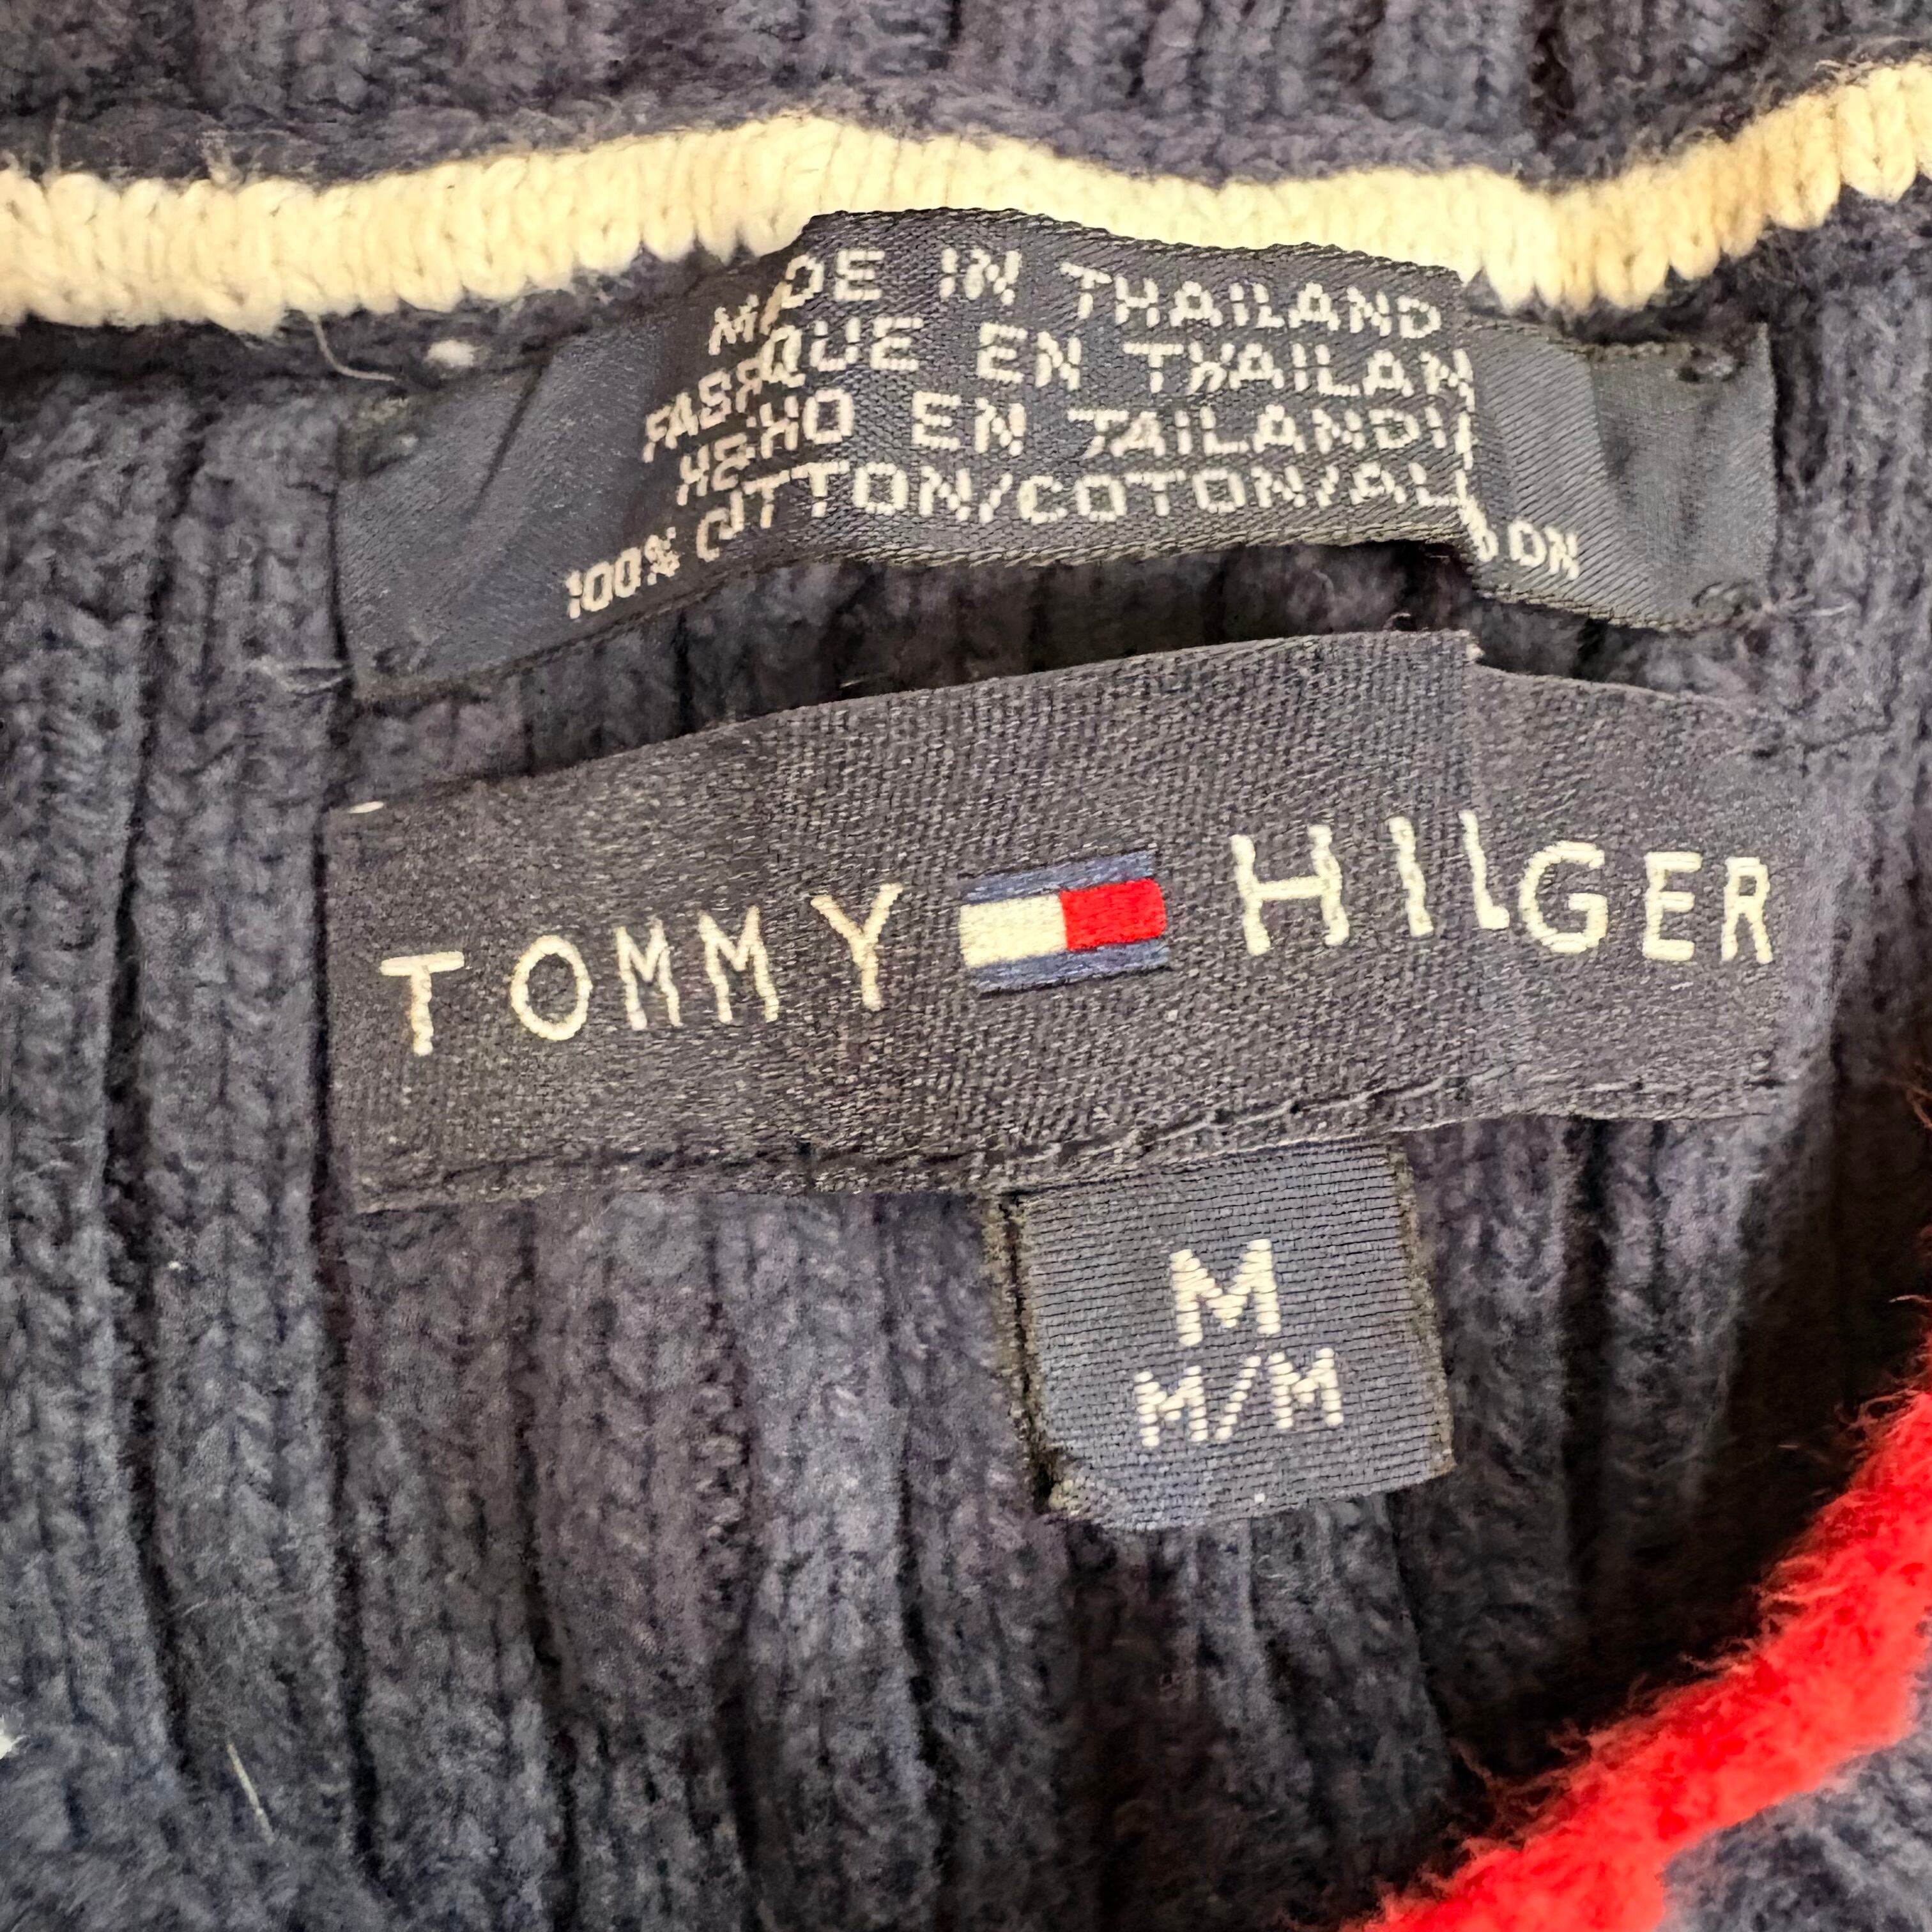 MADE IN THAILAND
FABRIQUE EN THAILAN
HECHO EN TAILANDIA
100% COTTON/COTON/ALGODON
TOMMY HILGER
M
M/M